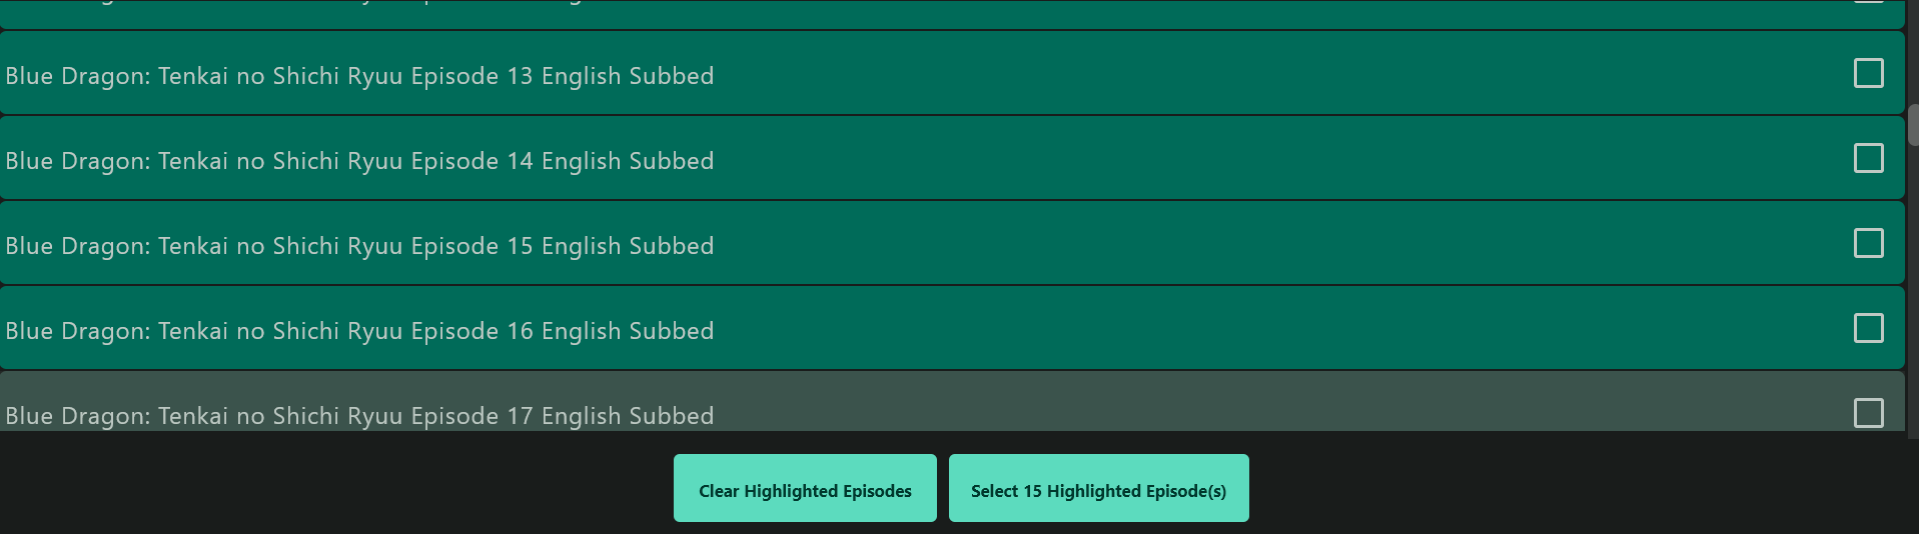 Blue Dragon: Tenkai no Shichi Ryuu Episode 13 English Subbed
Blue Dragon: Tenkai no Shichi Ryuu Episode 14 English Subbed
Blue Dragon: Tenkai no Shichi Ryuu Episode 15 English Subbed
Blue Dragon: Tenkai no Shichi Ryuu Episode 16 English Subbed
Blue Dragon: Tenkai no Shichi Ryuu Episode 17 English Subbed
Clear Highlighted Episodes
Select 15 Highlighted Episode(s)